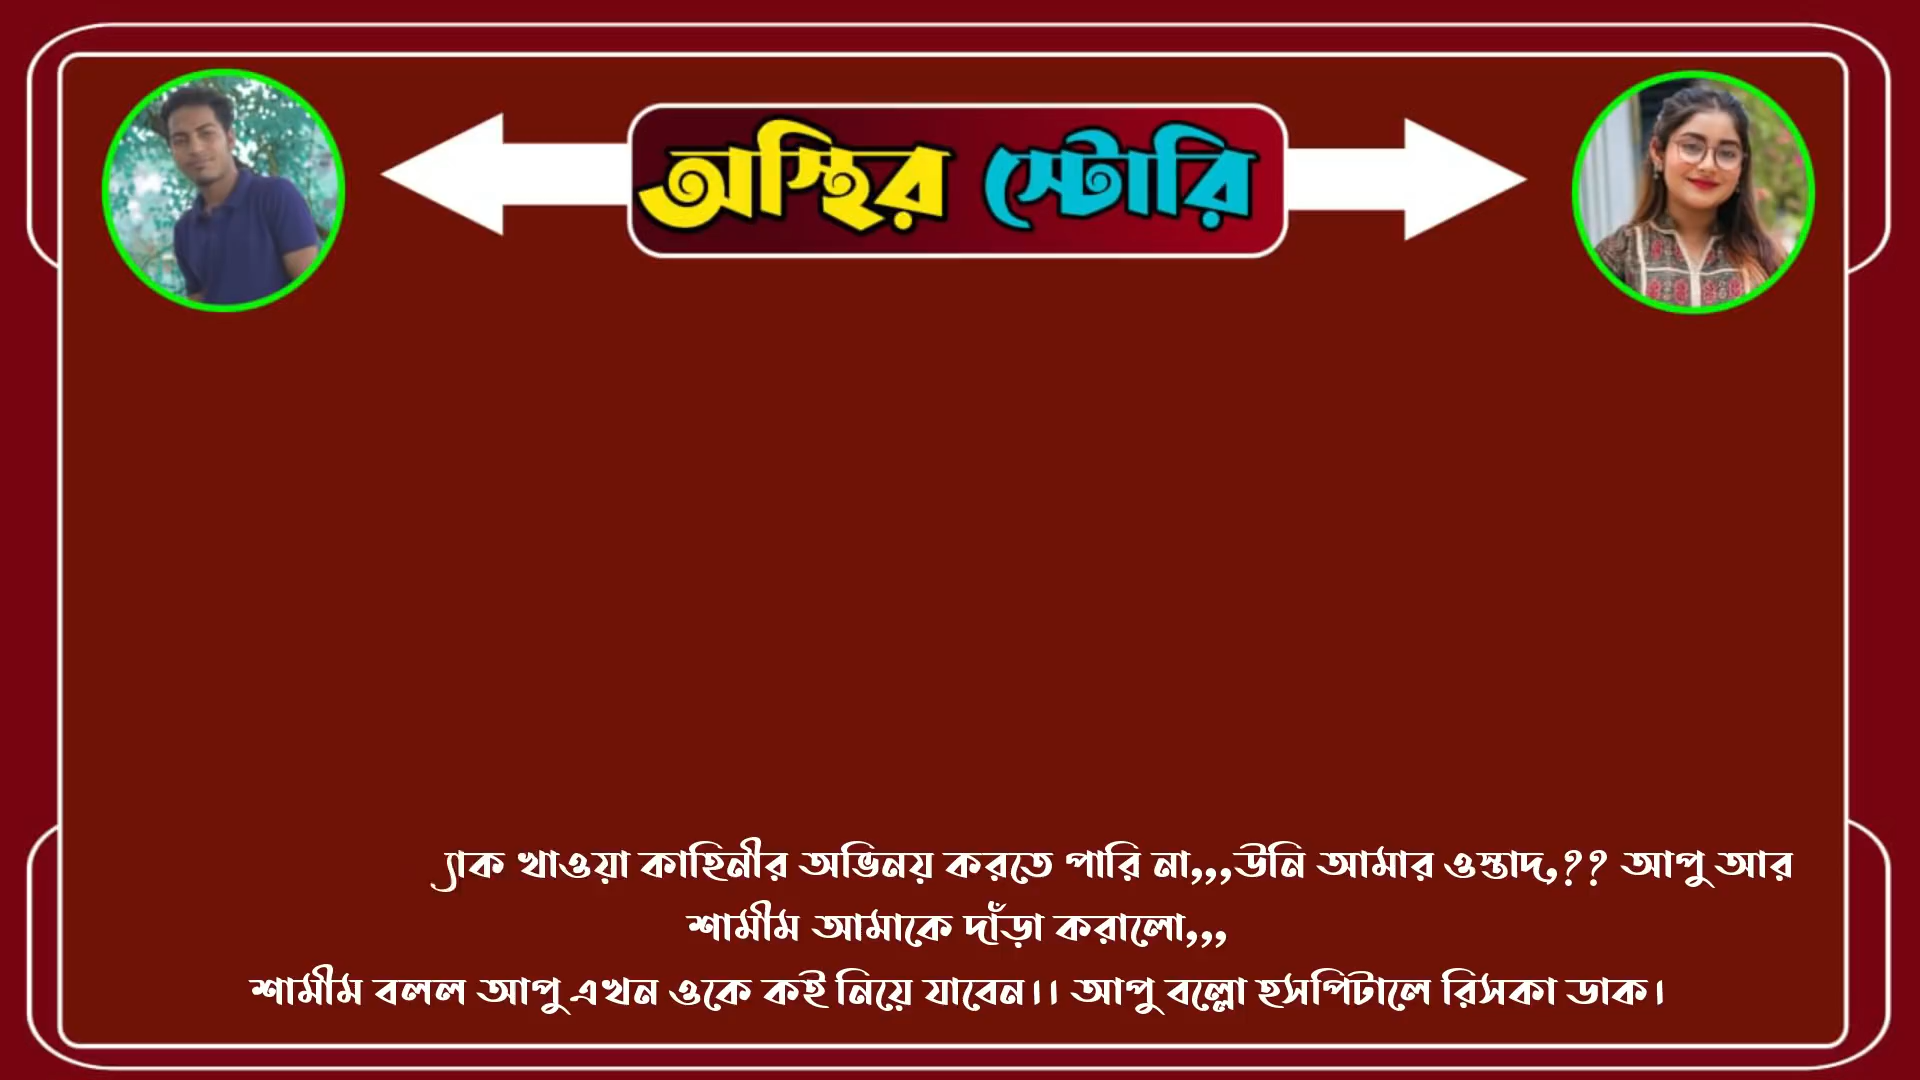 অস্থির স্টোরি
্যাক খাওয়া কাহিনীর অভিনয় করতে পারি না,,,উনি আমার ওস্তাদ,?? আপু আর
শামীম আমাকে দাঁড়া করালো,,,
শামীম বলল আপু এখন ওকে কই নিয়ে যাবেন।। আপু বল্লো হসপিটালে রিসকা ডাক।